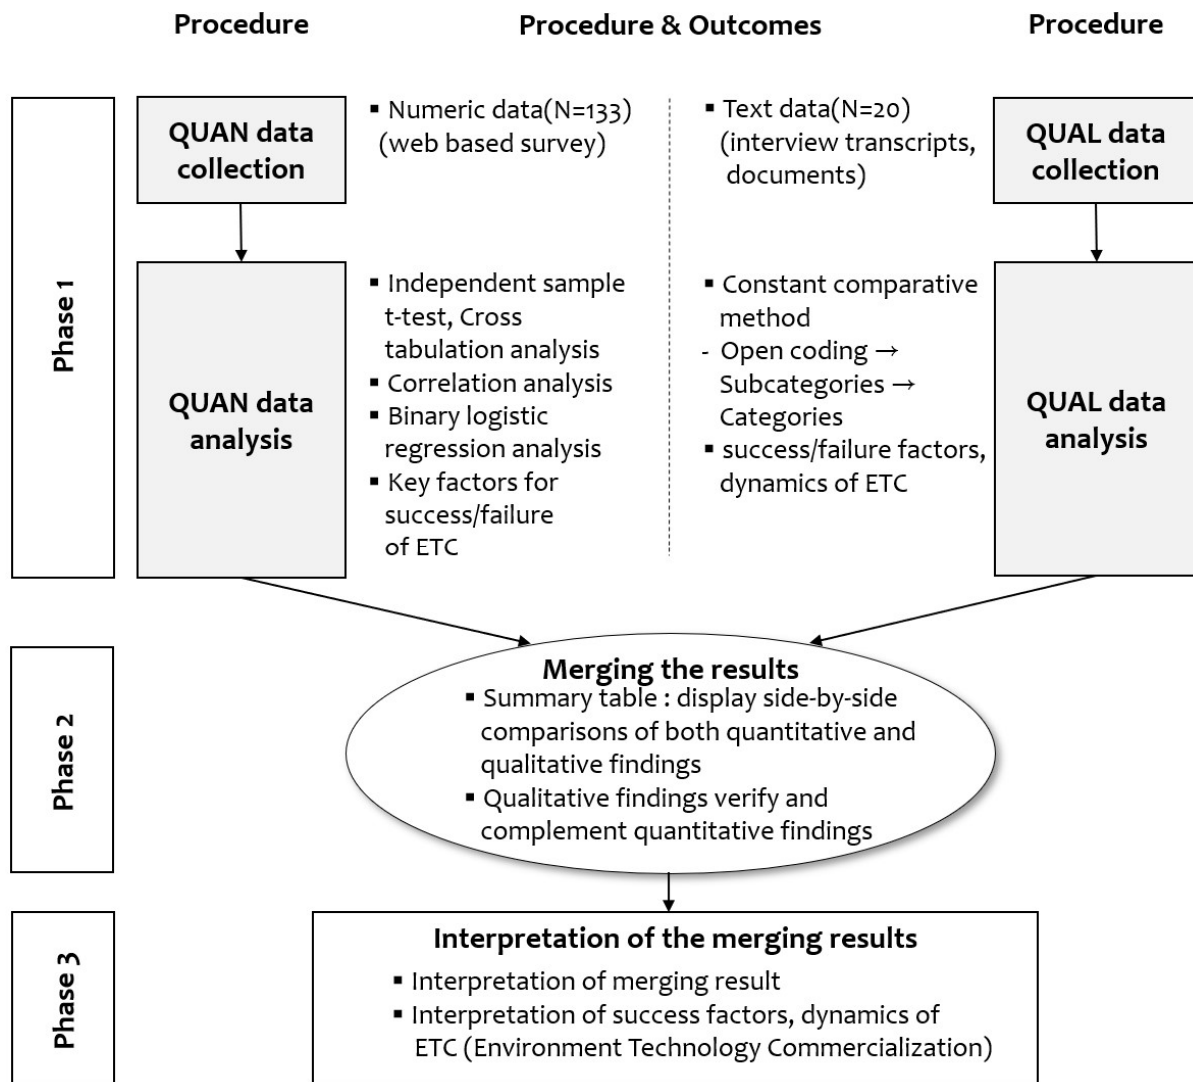 Procedure
Procedure & Outcomes
Procedure
Phase 1
QUAN data
collection
▪ Numeric data(N=133)
(web based survey)
▪ Text data(N=20)
(interview transcripts,
documents)
QUAL data
collection
QUAN data
analysis
▪ Independent sample
t-test, Cross
tabulation analysis
▪ Correlation analysis
▪ Binary logistic
regression analysis
▪ Key factors for
success/failure
of ETC
▪ Constant comparative
method
- Open coding →
Subcategories →
Categories
▪ success/failure factors,
dynamics of ETC
QUAL data
analysis
Phase 2
Merging the results
▪ Summary table : display side-by-side
comparisons of both quantitative and
qualitative findings
▪ Qualitative findings verify and
complement quantitative findings
Phase 3
Interpretation of the merging results
▪ Interpretation of merging result
▪ Interpretation of success factors, dynamics of
ETC (Environment Technology Commercialization)